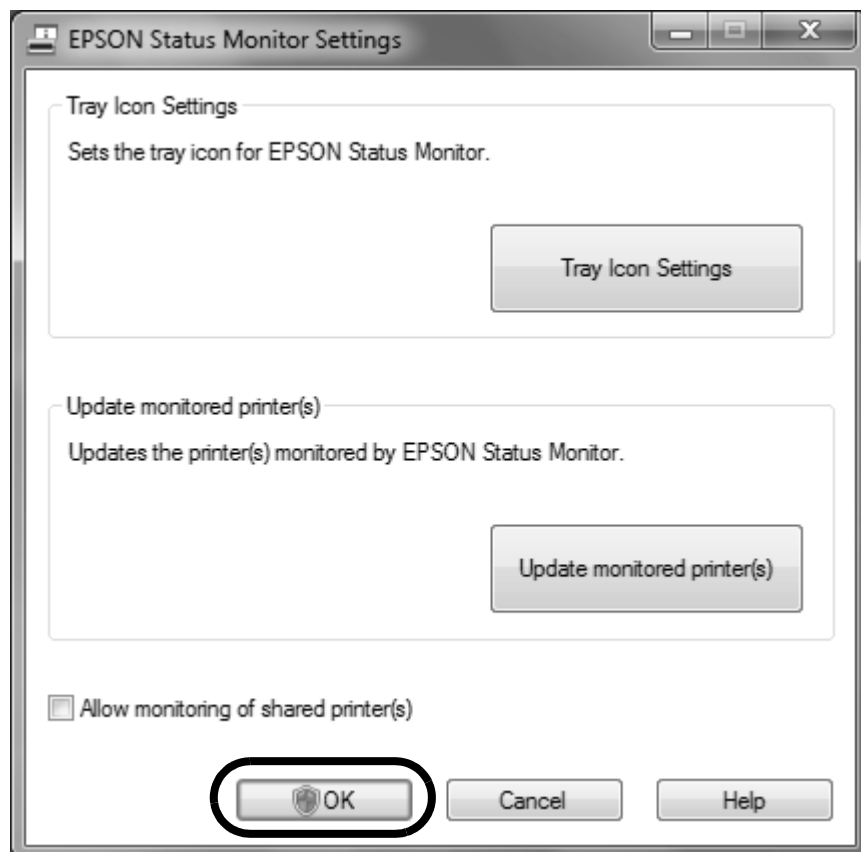 EPSON Status Monitor Settings
Tray Icon Settings
Sets the tray icon for EPSON Status Monitor.
Tray Icon Settings
Update monitored printer(s)
Updates the printer(s) monitored by EPSON Status Monitor.
Update monitored printer(s)
Allow monitoring of shared printer(s)
OK Cancel Help